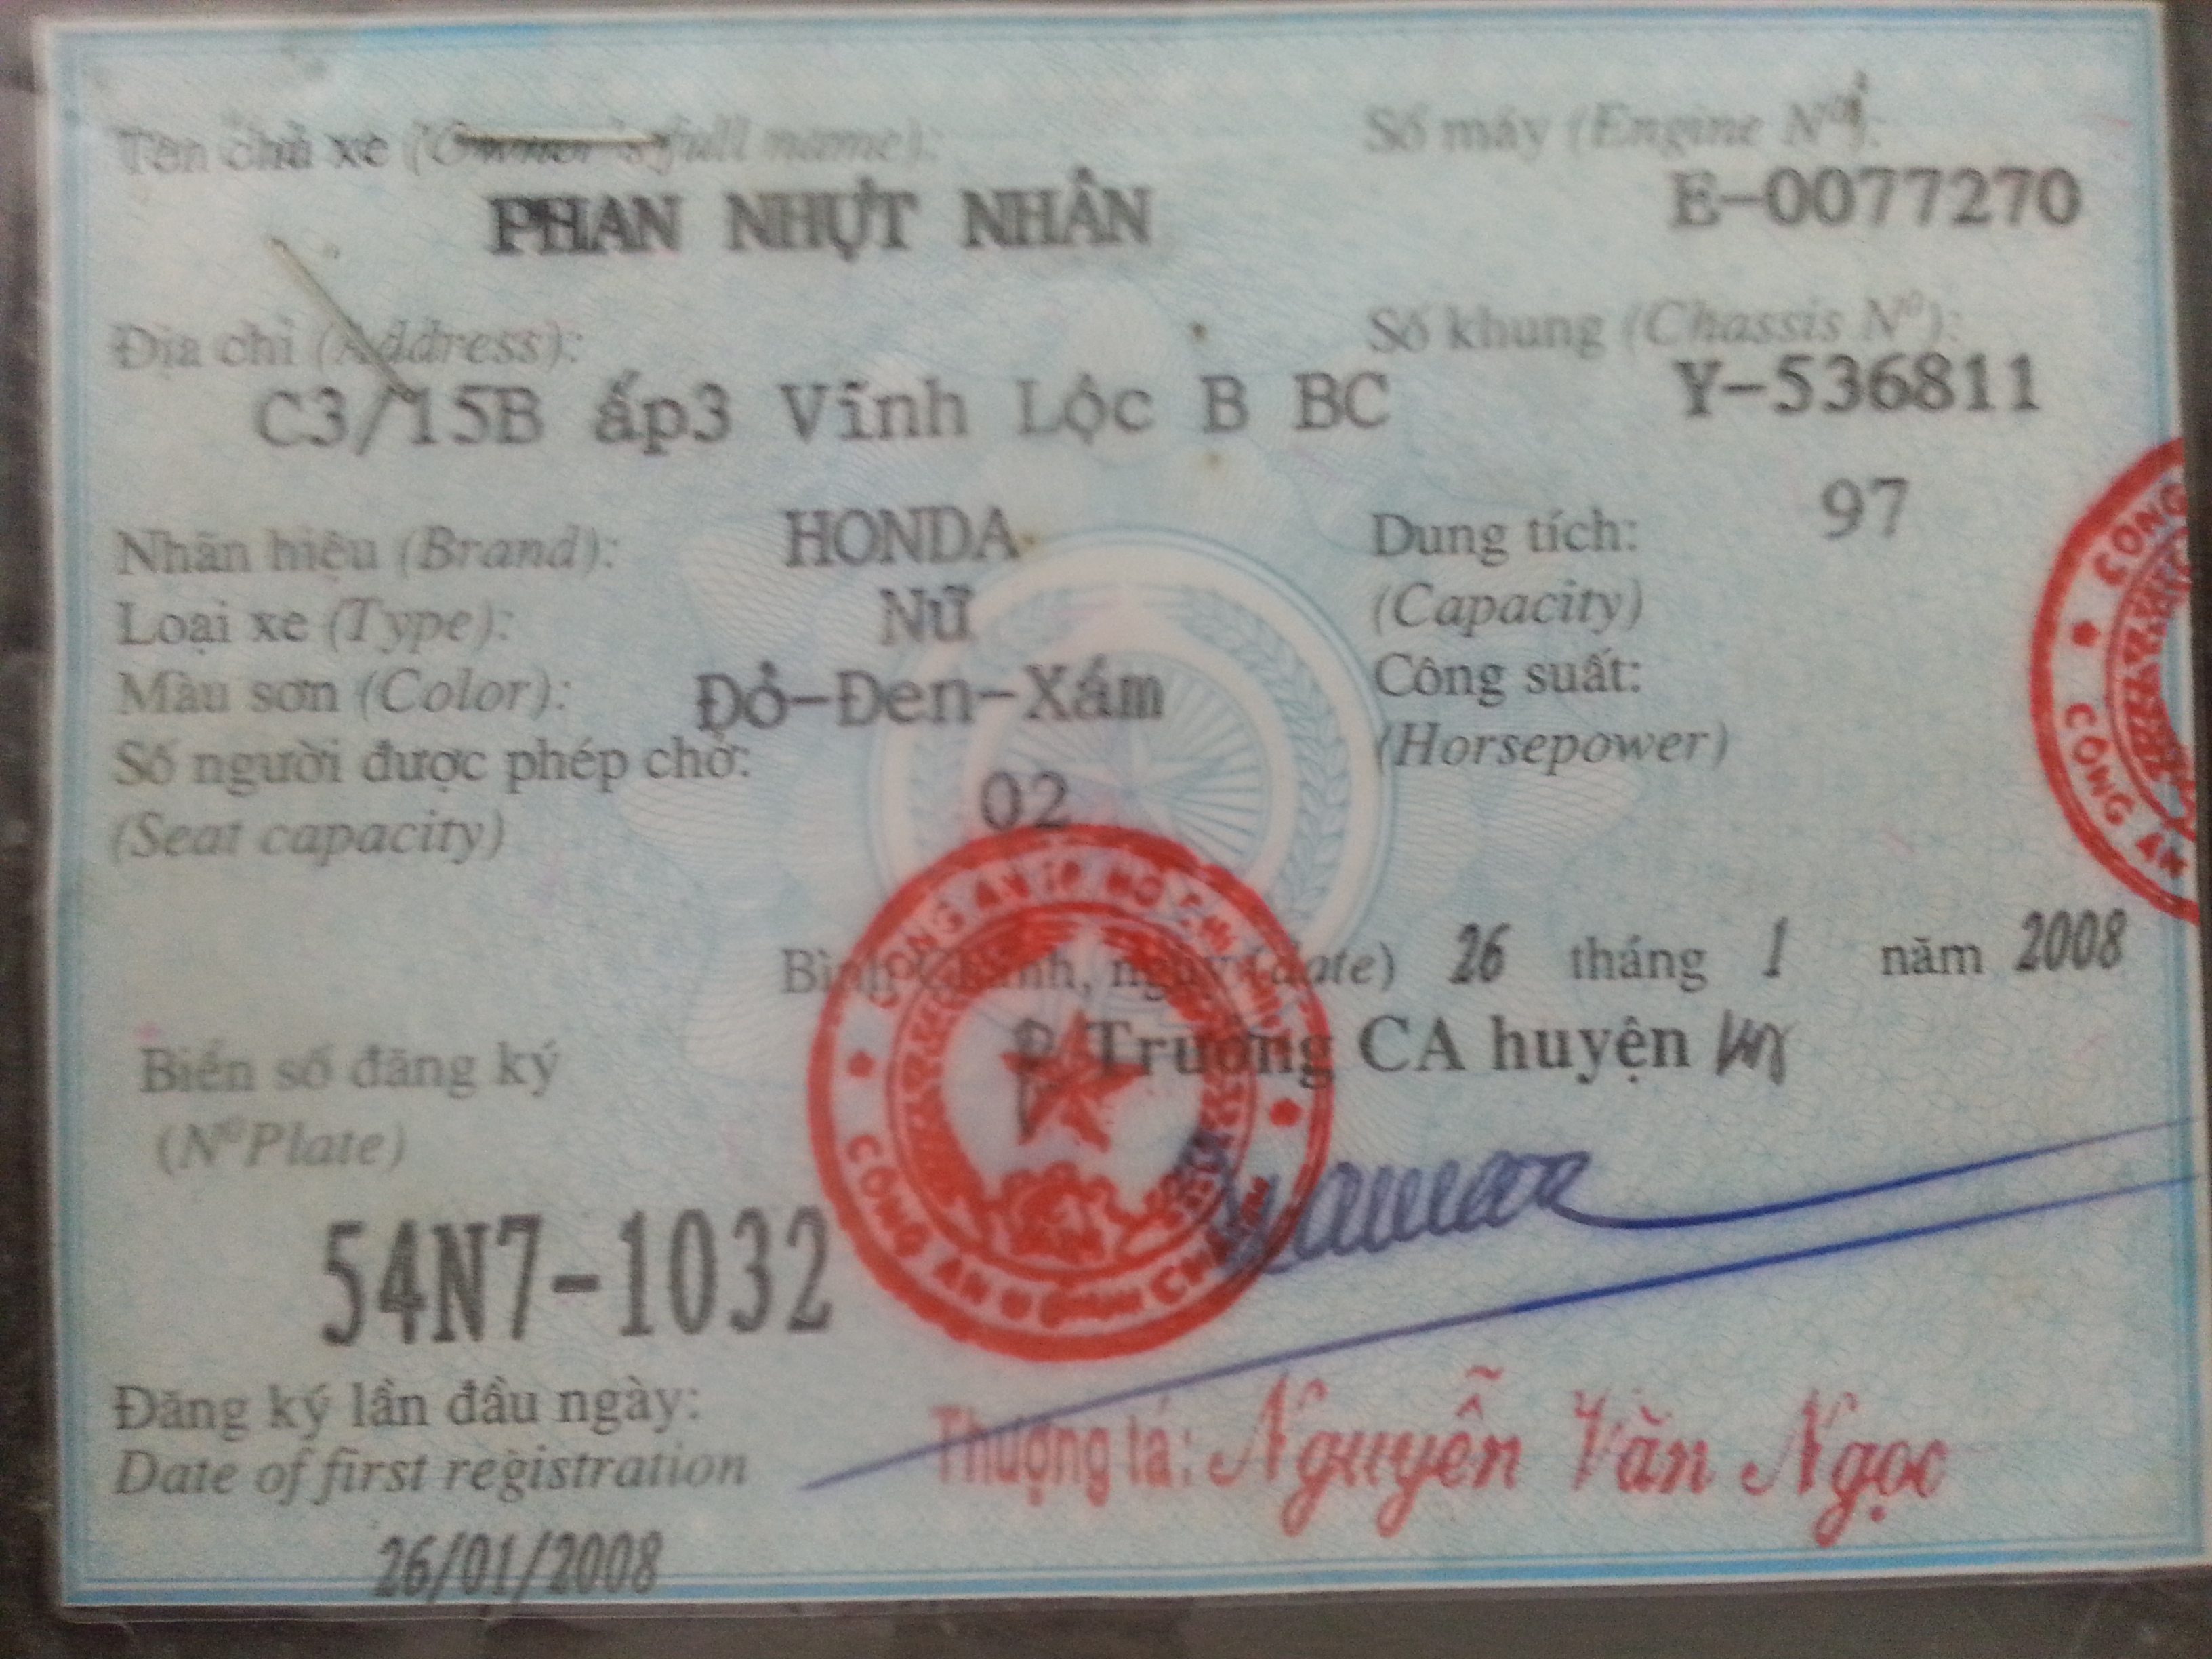 Tên chủ xe (Owner's full name):
PHAN NHỰT NHÂN
Số máy (Engine Nº):
E-0077270
Địa chỉ (Address):
C3/15B ấp3 Vĩnh Lộc B BC
Số khung (Chassis Nº):
Y-536811
Nhãn hiệu (Brand): HONDA
Dung tích: 97
(Capacity)
Loại xe (Type): Nữ
Màu sơn (Color): Đỏ-Đen-Xám
Công suất:
(Horsepower)
Số người được phép chở: 02
(Seat capacity)
CÔNG
CÔNG AN
Bình Chánh, ngày (date) 26 tháng 1 năm 2008
Trưởng CA huyện
CÔNG AN
CÔNG AN
Biển số đăng ký
(Nº Plate)
54N7-1032
Đăng ký lần đầu ngày:
Date of first registration
26/01/2008
Thượng tá: Nguyễn Văn Ngọc